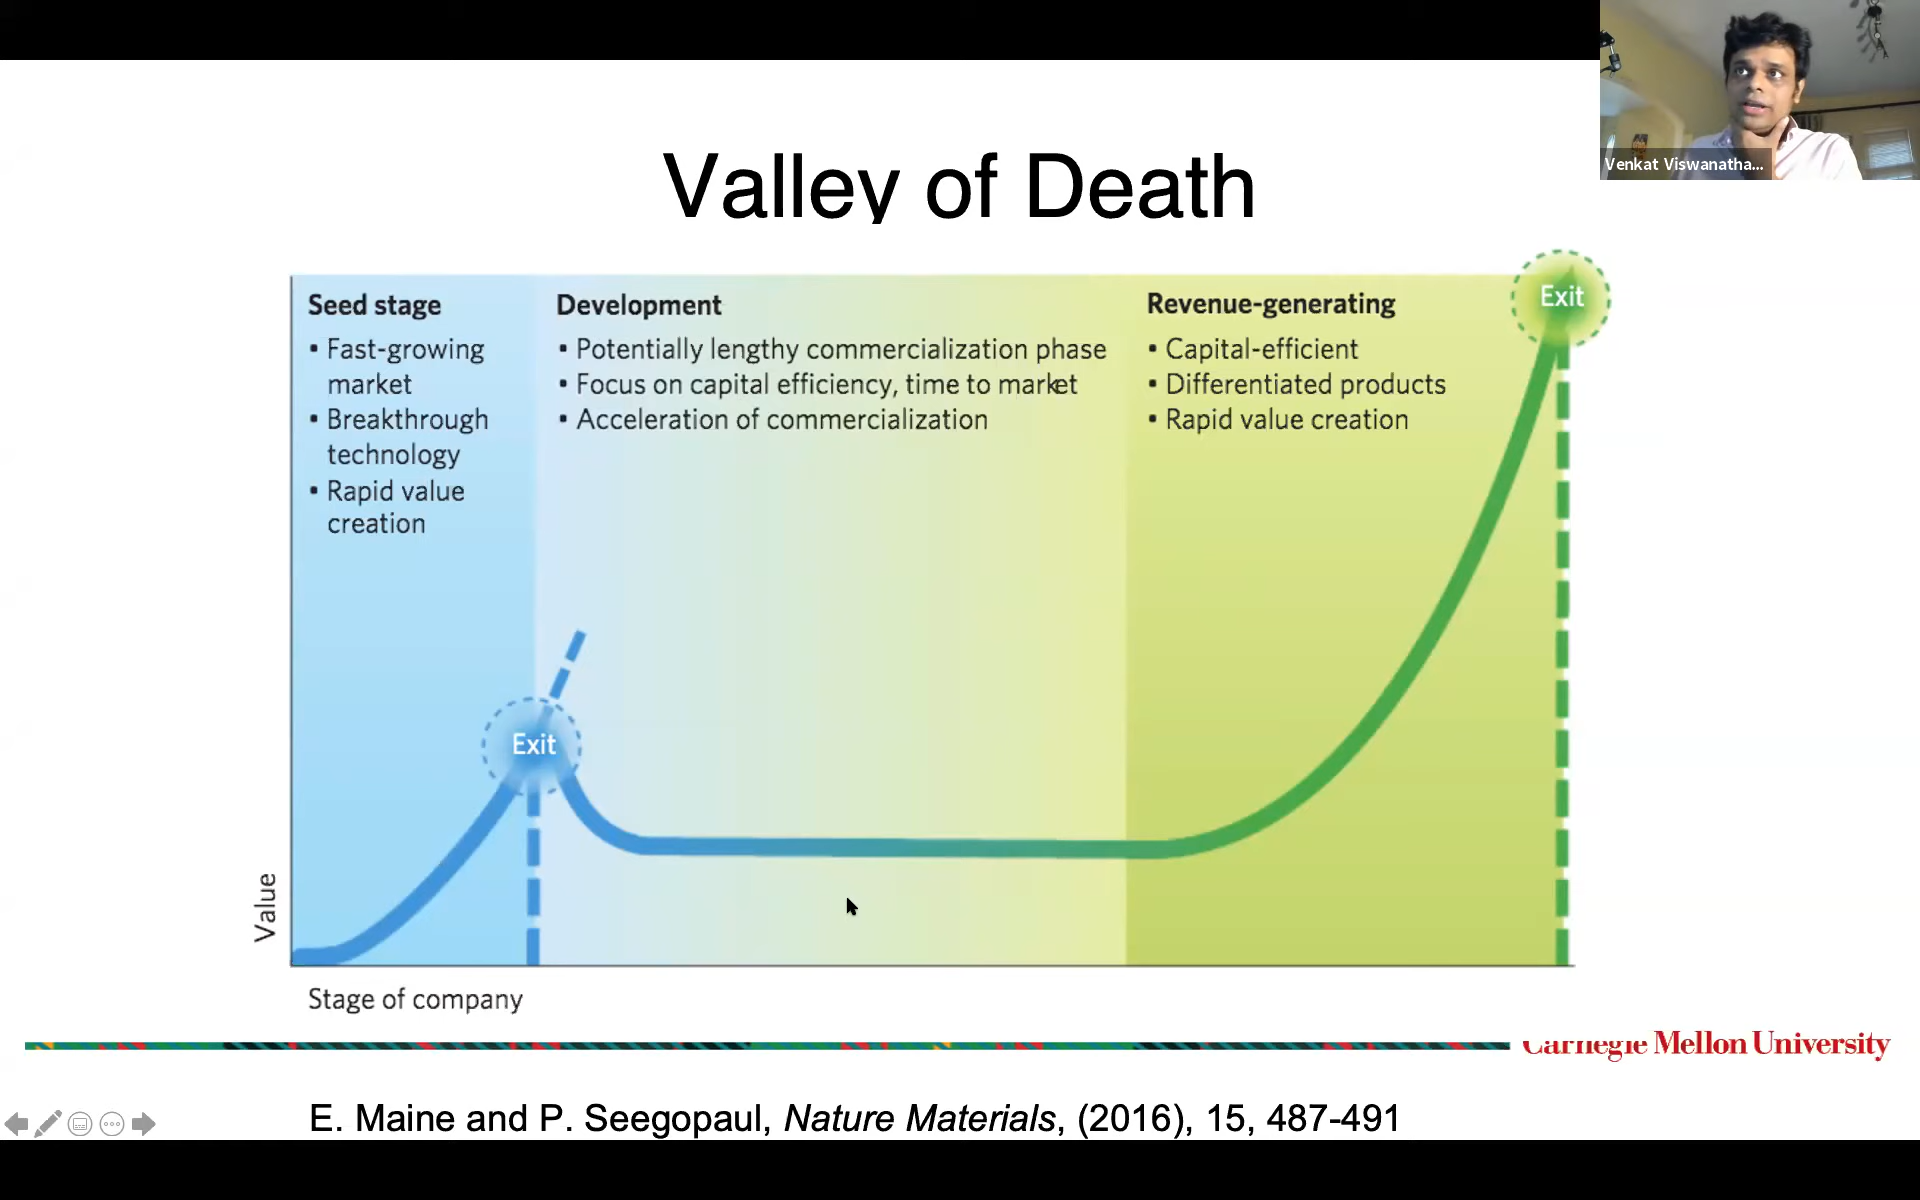 Venkat Viswanatha...
Valley of Death
Seed stage
• Fast-growing
market
• Breakthrough
technology
• Rapid value
creation
Development
• Potentially lengthy commercialization phase
• Focus on capital efficiency, time to market
• Acceleration of commercialization
Revenue-generating
• Capital-efficient
• Differentiated products
• Rapid value creation
Exit
Exit
Value
Stage of company
Carnegie Mellon University
E. Maine and P. Seegopaul, Nature Materials, (2016), 15, 487-491